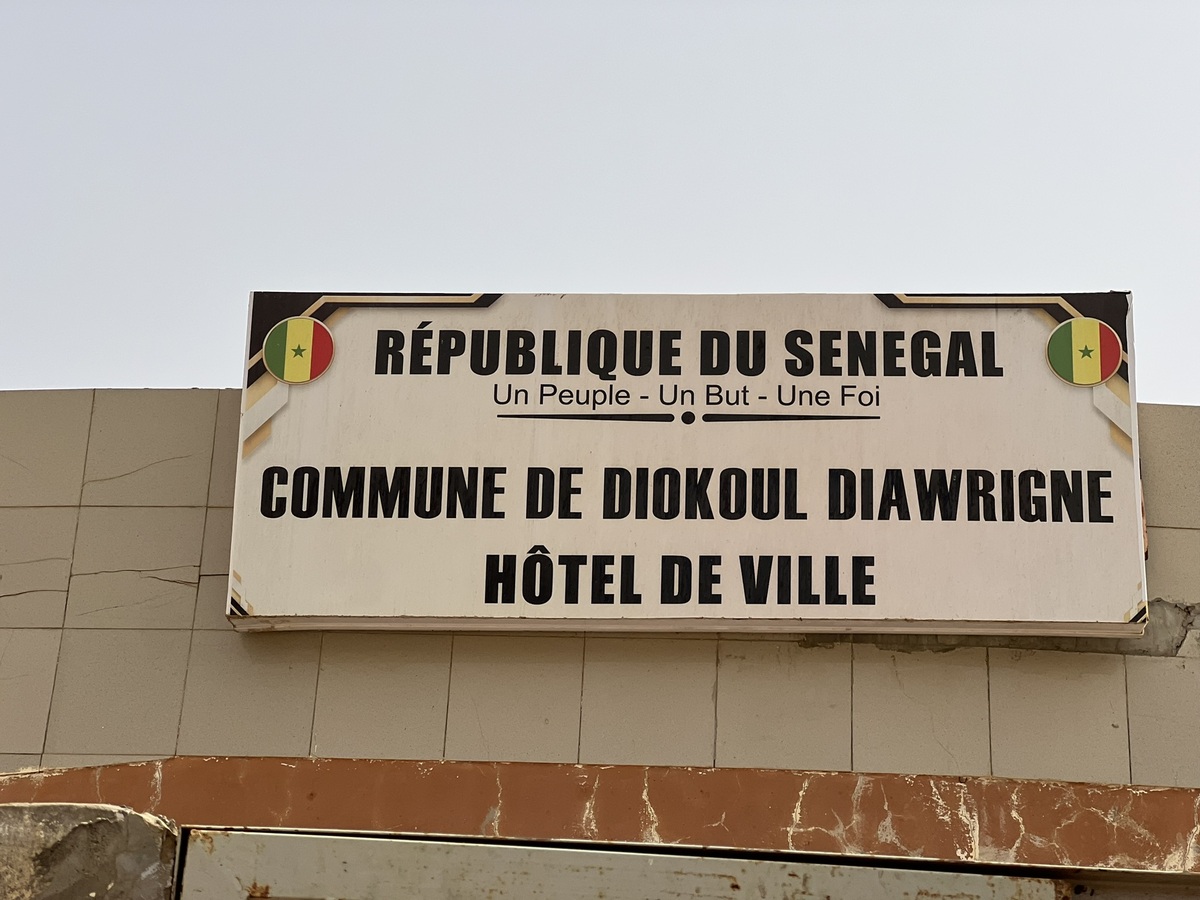 RÉPUBLIQUE DU SENEGAL
Un Peuple - Un But - Une Foi
COMMUNE DE DIOKOUL DIAWRIGNE
HÔTEL DE VILLE